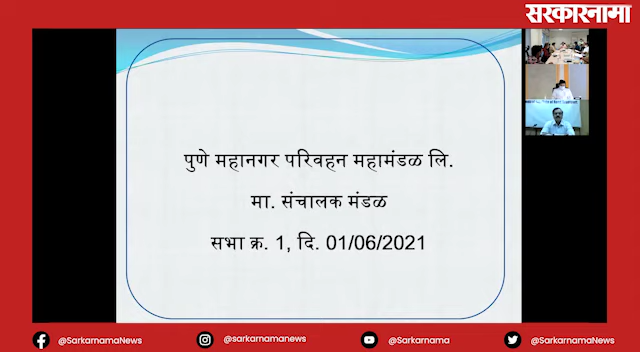 सरकारनामा
पुणे महानगर परिवहन महामंडळ लि.
मा. संचालक मंडळ
सभा क्र. 1, दि. 01/06/2021
@SarkarnamaNews
@sarkarnamanews
@Sarkarnama
@SarkarnamaNews